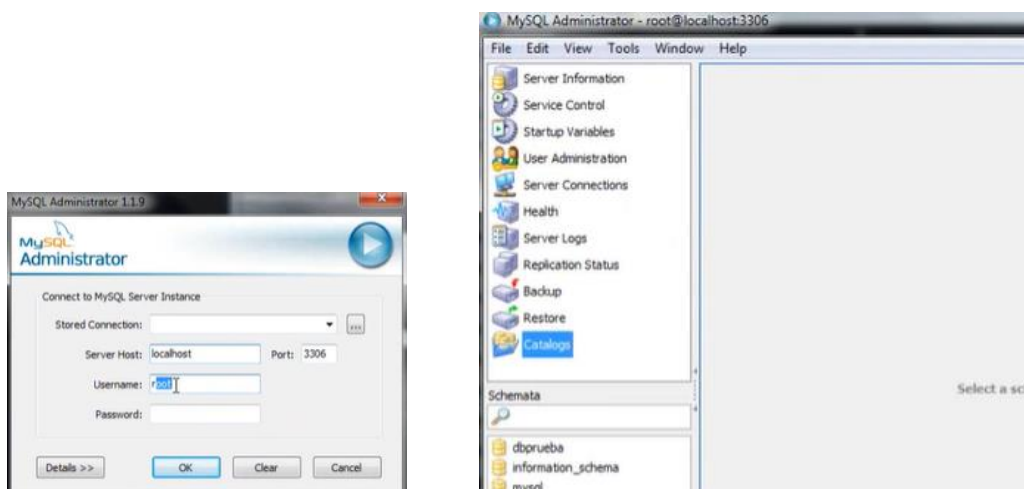 MySQL Administrator 1.1.9
MySQL
Administrator
Connect to MySQL Server Instance
Stored Connection:
...
Server Host: localhost Port: 3306
Username: root
Password:
Details >> OK Clear Cancel
MySQL Administrator - root@localhost:3306
File Edit View Tools Window Help
Server Information
Service Control
Startup Variables
User Administration
Server Connections
Health
Server Logs
Replication Status
Backup
Restore
Catalogs
Select a sc
Schemata
dbprueba
information_schema
mysql